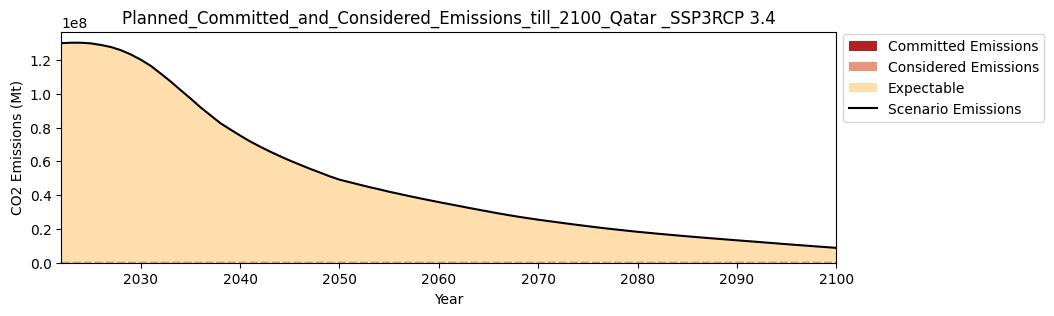 Planned_Committed_and_Considered_Emissions_till_2100_Qatar _SSP3RCP 3.4
1e8
CO2 Emissions (Mt)
1.2
1.0
0.8
0.6
0.4
0.2
0.0
2030 2040 2050 2060 2070 2080 2090 2100
Year
Committed Emissions
Considered Emissions
Expectable
Scenario Emissions